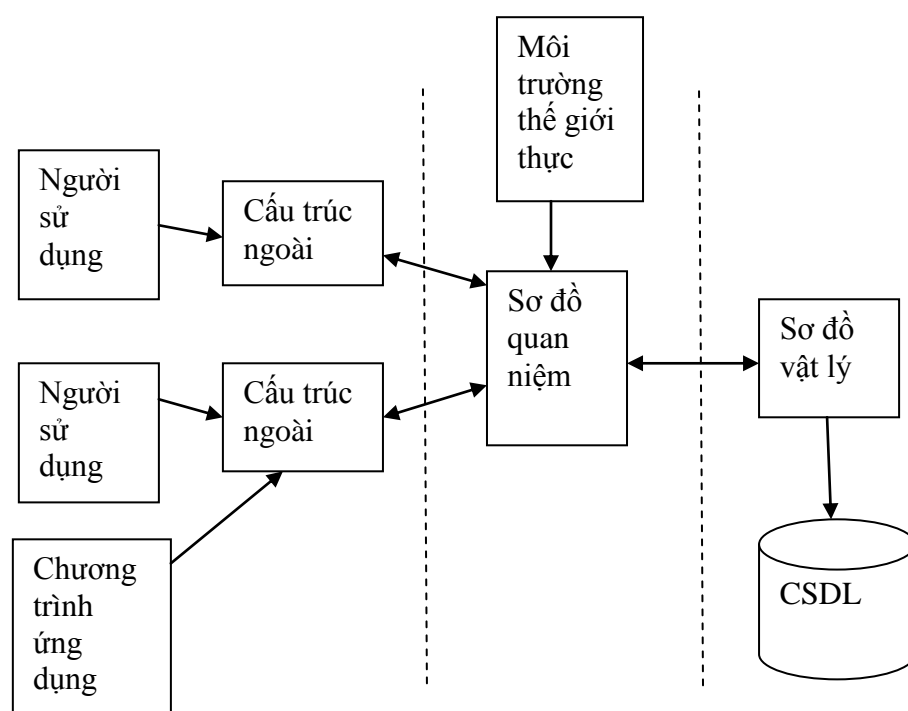 Môi
trường
thế giới
thực
Người
sử
dụng
Cấu trúc
ngoài
Sơ đồ
quan
niệm
Sơ đồ
vật lý
Người
sử
dụng
Cấu trúc
ngoài
Chương
trình
ứng
dụng
CSDL